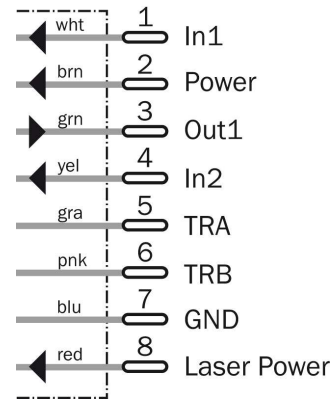 wht 1 In1
brn 2 Power
grn 3 Out1
yel 4 In2
gra 5 TRA
pnk 6 TRB
blu 7 GND
red 8 Laser Power